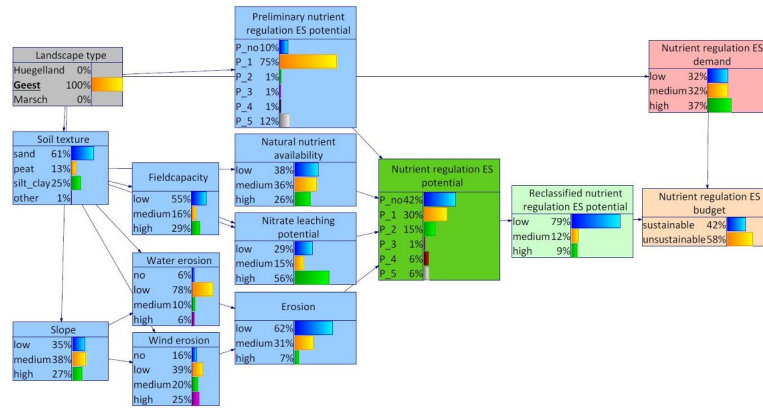 Landscape type
Huegelland 0%
Geest 100%
Marsch 0%
Preliminary nutrient
regulation ES potential
P_no 10%
P_1 75%
P_2 1%
P_3 1%
P_4 1%
P_5 12%
Nutrient regulation ES
demand
low 32%
medium 32%
high 37%
Soil texture
sand 61%
peat 13%
silt_clay 25%
other 1%
Fieldcapacity
low 55%
medium 16%
high 29%
Natural nutrient
availability
low 38%
medium 36%
high 26%
Nitrate leaching
potential
low 29%
medium 15%
high 56%
Nutrient regulation ES
potential
P_no 42%
P_1 30%
P_2 15%
P_3 1%
P_4 6%
P_5 6%
Reclassified nutrient
regulation ES potential
low 79%
medium 12%
high 9%
Nutrient regulation ES
budget
sustainable 42%
unsustainable 58%
Water erosion
no 6%
low 78%
medium 10%
high 6%
Erosion
low 62%
medium 31%
high 7%
Slope
low 35%
medium 38%
high 27%
Wind erosion
no 16%
low 39%
medium 20%
high 25%